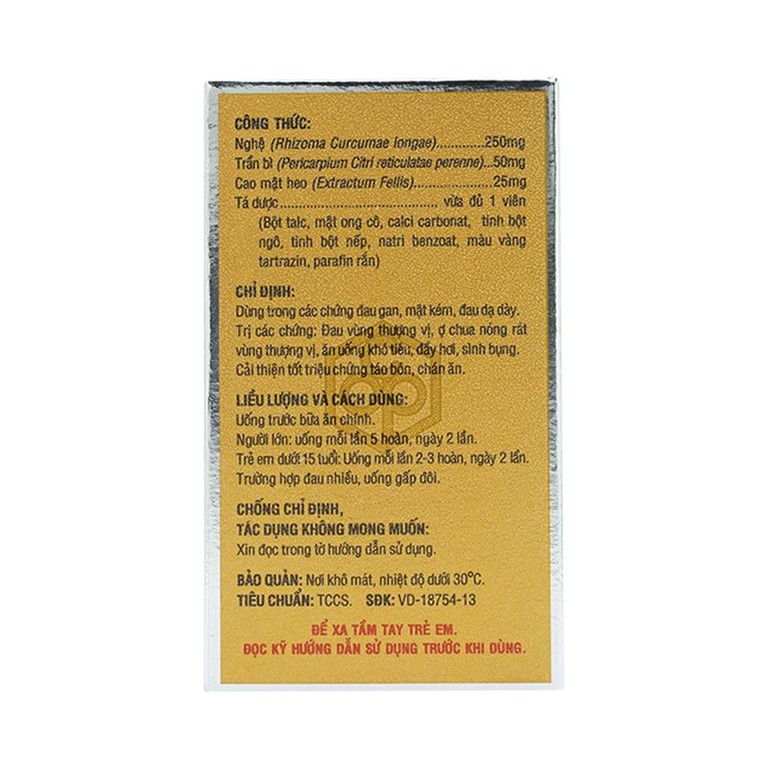 CÔNG THỨC:
Nghệ (Rhizoma Curcumae longae).............250mg
Trần bì (Pericarpium Citri reticulatae perenne)..50mg
Cao mật heo (Extractum Fellis)...................25mg
Tá dược...................................... vừa đủ 1 viên
(Bột talc, mật ong cô, calci carbonat, tinh bột
ngô, tinh bột nếp, natri benzoat, màu vàng
tartrazin, parafin rắn)
CHỈ ĐỊNH:
Dùng trong các chứng đau gan, mật kém, đau dạ dày.
Trị các chứng: Đau vùng thượng vị, ợ chua nóng rát
vùng thượng vị, ăn uống khó tiêu, đầy hơi, sình bụng.
Cải thiện tốt triệu chứng táo bón, chán ăn.
LIỀU LƯỢNG VÀ CÁCH DÙNG:
Uống trước bữa ăn chính.
Người lớn: uống mỗi lần 5 hoàn, ngày 2 lần.
Trẻ em dưới 15 tuổi: Uống mỗi lần 2-3 hoàn, ngày 2 lần.
Trường hợp đau nhiều, uống gấp đôi.
CHỐNG CHỈ ĐỊNH,
TÁC DỤNG KHÔNG MONG MUỐN:
Xin đọc trong tờ hướng dẫn sử dụng.
BẢO QUẢN: Nơi khô mát, nhiệt độ dưới 30°C.
TIÊU CHUẨN: TCCS. SĐK: VD-18754-13
ĐỂ XA TẦM TAY TRẺ EM.
ĐỌC KỸ HƯỚNG DẪN SỬ DỤNG TRƯỚC KHI DÙNG.